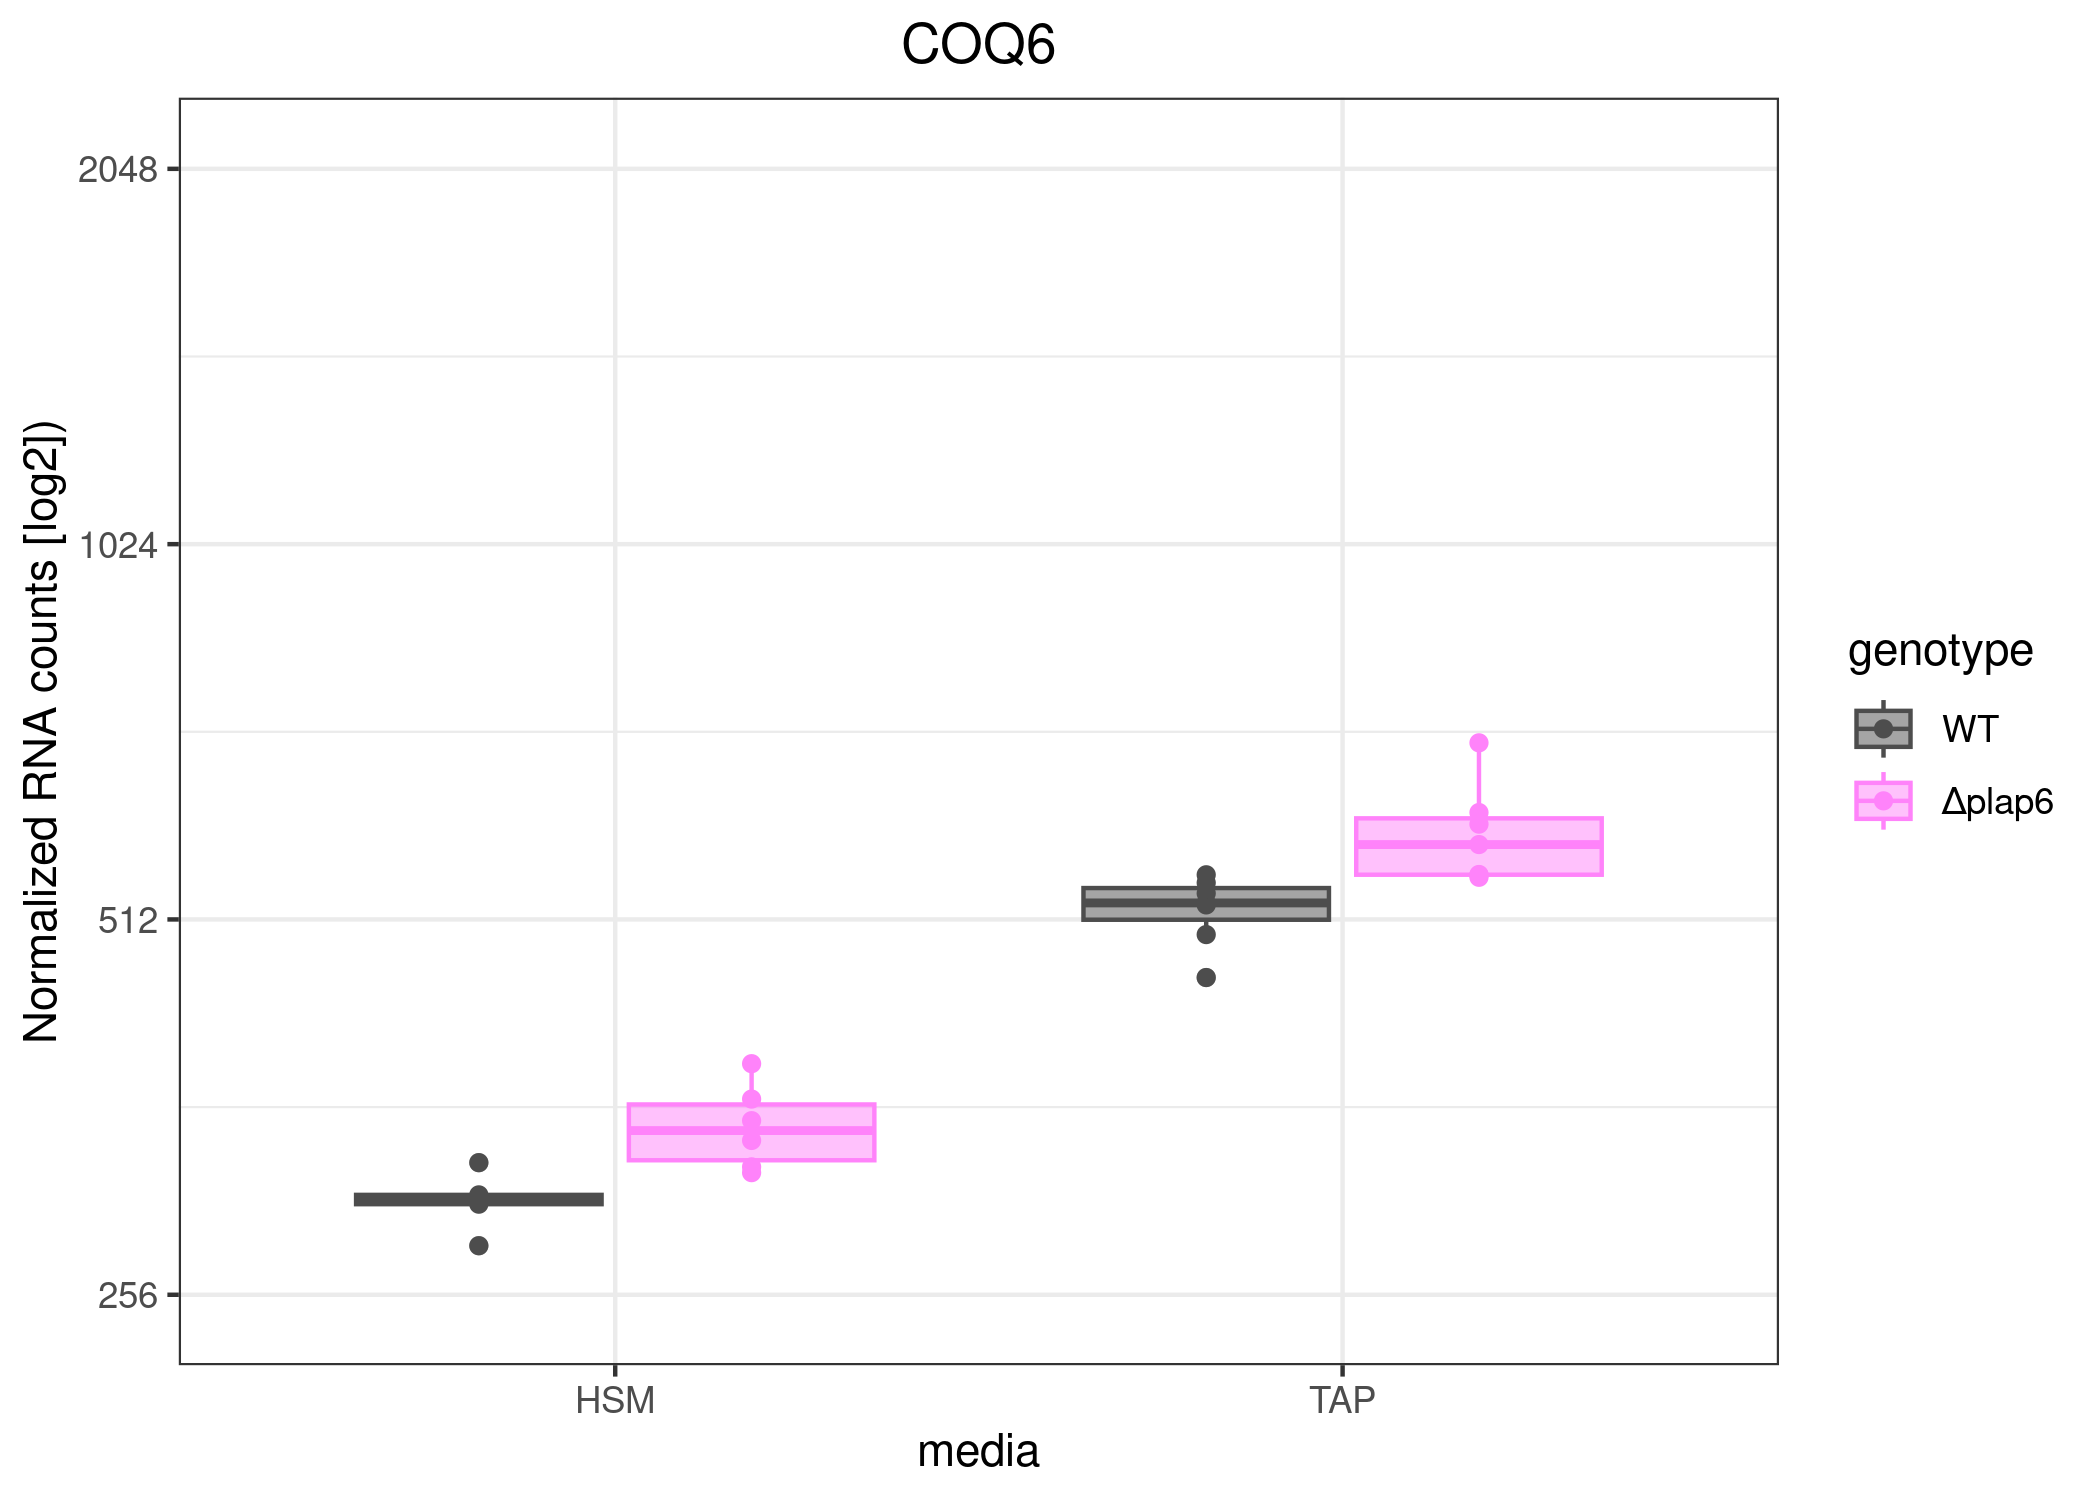 COQ6
Normalized RNA counts [log2])
2048
1024
512
256
HSM
TAP
media
genotype
WT
Δplap6